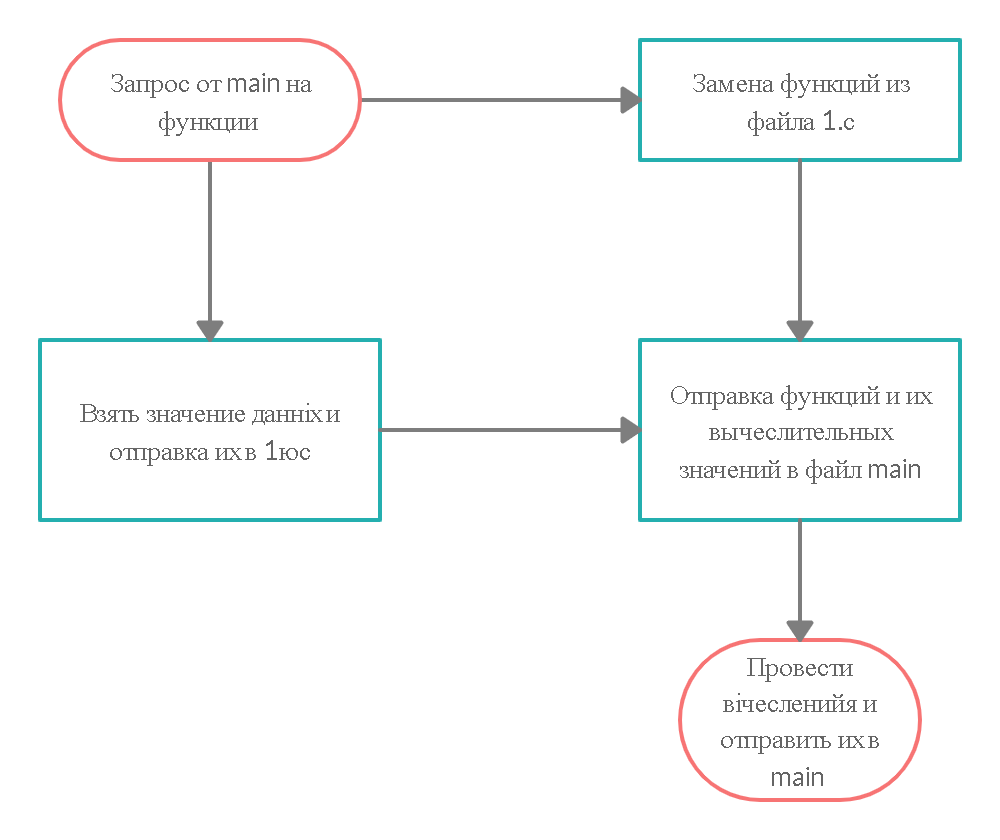 Запрос от main на
функции
Замена функций из
файла 1.с
Взять значение данніх и
отправка их в 1юс
Отправка функций и их
вычеслительных
значений в файл main
Провести
вічесленийя и
отправить их в
main